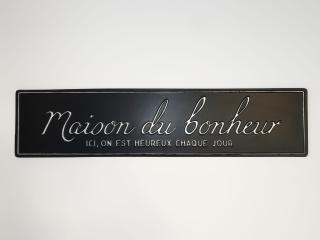 Maison du bonheur
ICI, ON EST HEUREUX CHAQUE JOUR